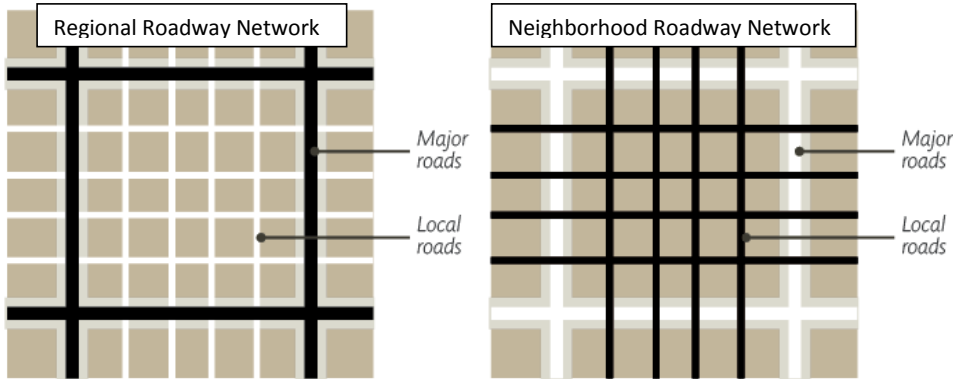 Regional Roadway Network
Neighborhood Roadway Network
Major
roads
Local
roads
Major
roads
Local
roads